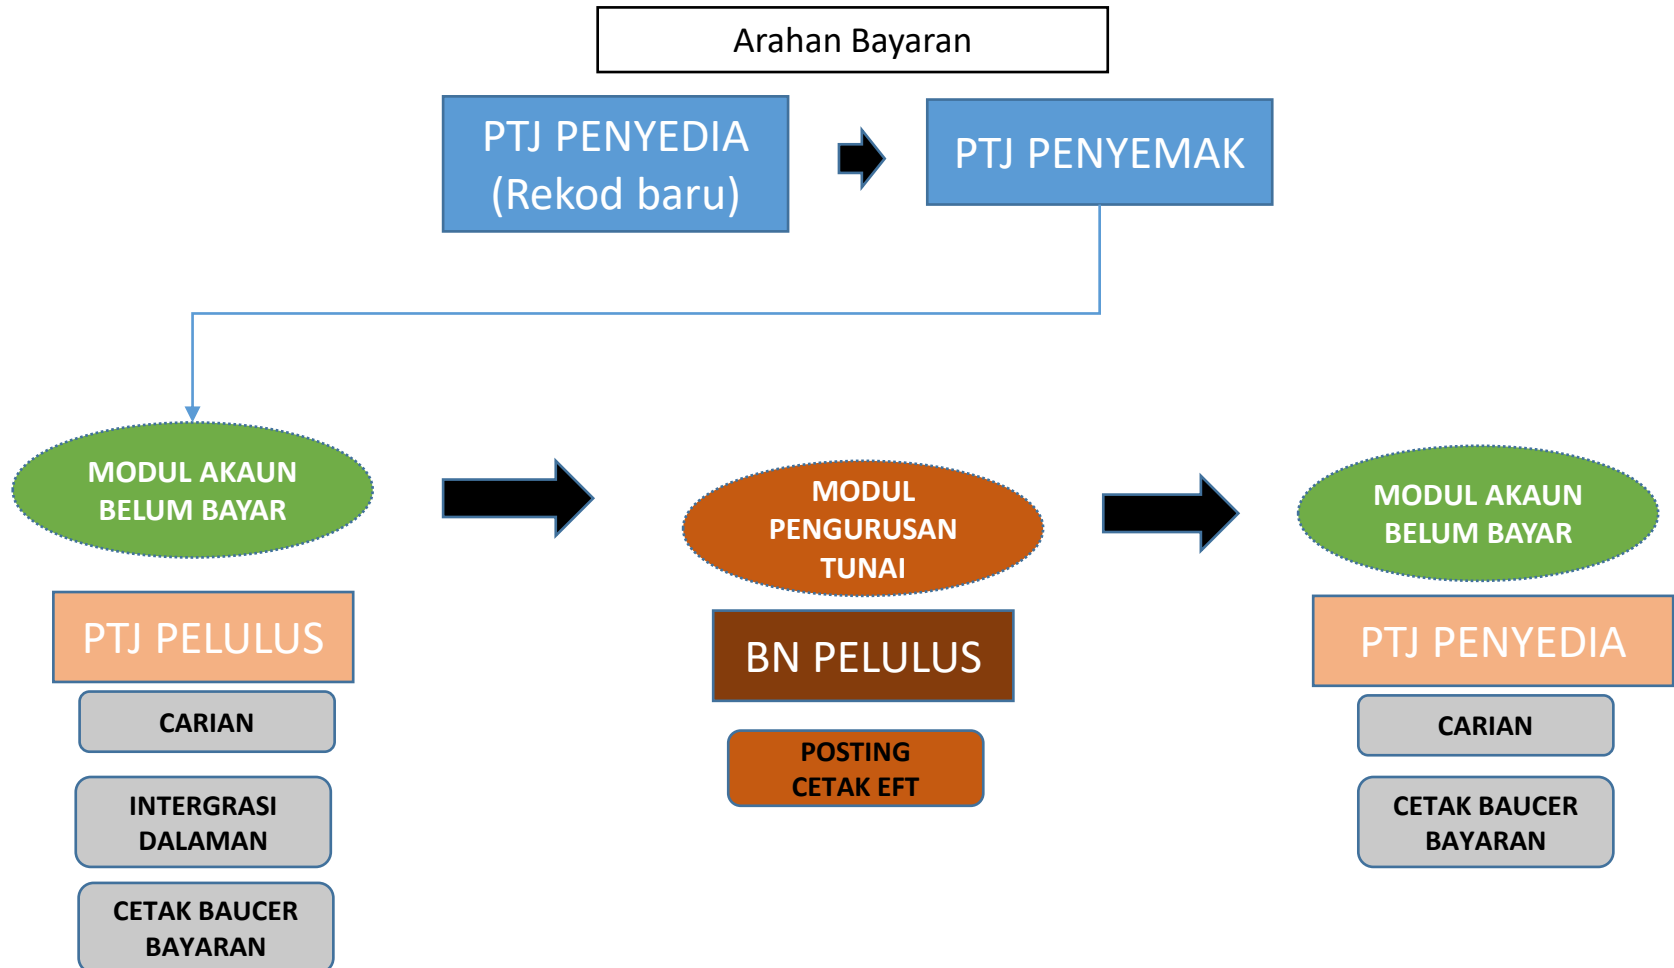 Arahan Bayaran
PTJ PENYEDIA
(Rekod baru)
PTJ PENYEMAK
MODUL AKAUN
BELUM BAYAR
PTJ PELULUS
CARIAN
INTERGRASI
DALAMAN
CETAK BAUCER
BAYARAN
MODUL
PENGURUSAN
TUNAI
BN PELULUS
POSTING
CETAK EFT
MODUL AKAUN
BELUM BAYAR
PTJ PENYEDIA
CARIAN
CETAK BAUCER
BAYARAN